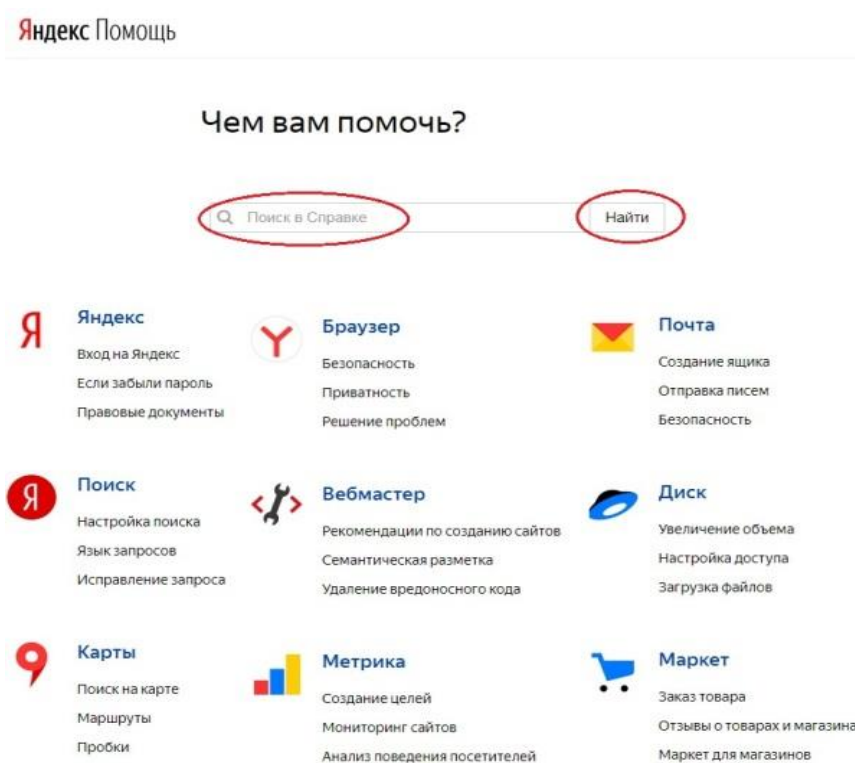 Яндекс Помощь
Чем вам помочь?
Поиск в Справке
Найти
Яндекс
Вход на Яндекс
Если забыли пароль
Правовые документы
Браузер
Безопасность
Приватность
Решение проблем
Почта
Создание ящика
Отправка писем
Безопасность
Поиск
Настройка поиска
Язык запросов
Исправление запроса
Вебмастер
Рекомендации по созданию сайтов
Семантическая разметка
Удаление вредоносного кода
Диск
Увеличение объема
Настройка доступа
Загрузка файлов
Карты
Поиск на карте
Маршруты
Пробки
Метрика
Создание целей
Мониторинг сайтов
Анализ поведения посетителей
Маркет
Заказ товара
Отзывы о товарах и магазина
Маркет для магазинов